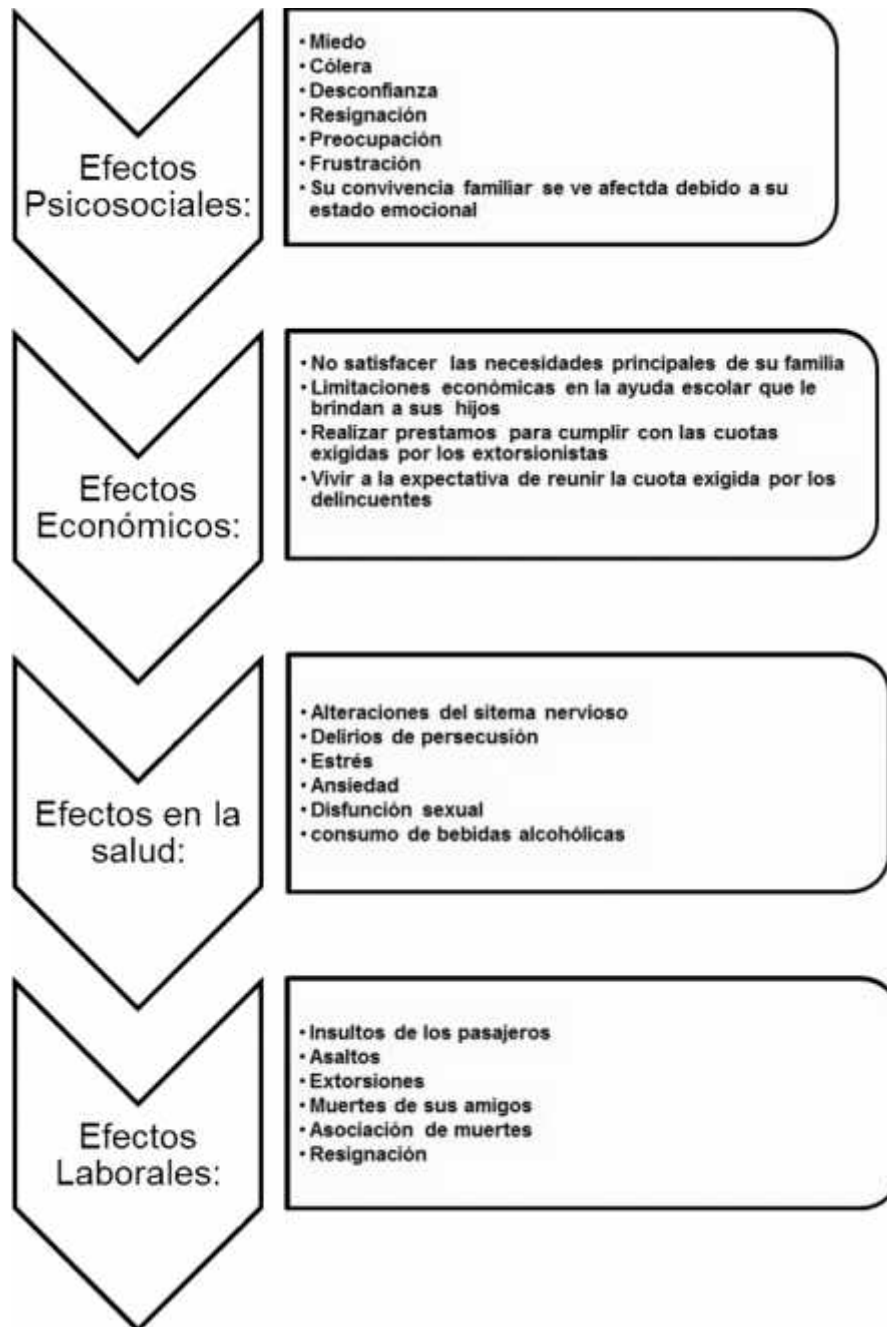 Efectos
Psicosociales:
• Miedo
• Cólera
• Desconfianza
• Resignación
• Preocupación
• Frustración
• Su convivencia familiar se ve afectda debido a su
estado emocional
Efectos
Económicos:
• No satisfacer las necesidades principales de su familia
• Limitaciones económicas en la ayuda escolar que le
brindan a sus hijos
• Realizar prestamos para cumplir con las cuotas
exigidas por los extorsionistas
• Vivir a la expectativa de reunir la cuota exigida por los
delincuentes
Efectos en la
salud:
• Alteraciones del sitema nervioso
• Delirios de persecusión
• Estrés
• Ansiedad
• Disfunción sexual
• consumo de bebidas alcohólicas
Efectos
Laborales:
• Insultos de los pasajeros
• Asaltos
• Extorsiones
• Muertes de sus amigos
• Asociación de muertes
• Resignación